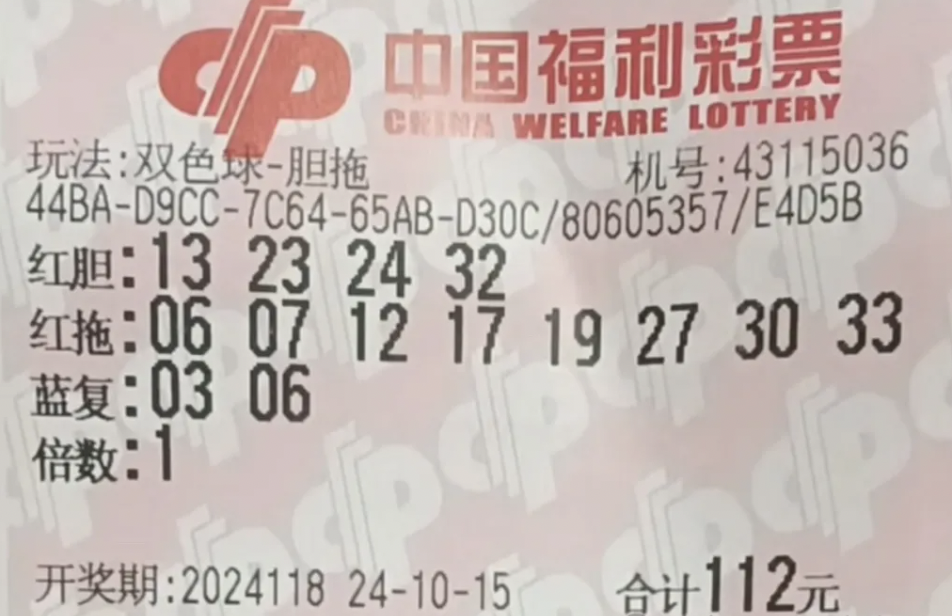 中国福利彩票
CHINA WELFARE LOTTERY
玩法:双色球-胆拖 机号:43115036
44BA-D9CC-7C64-65AB-D30C/80605357/E4D5B
红胆:13 23 24 32
红拖:06 07 12 17 19 27 30 33
蓝复:03 06
倍数:1
开奖期:2024118 24-10-15 合计112元